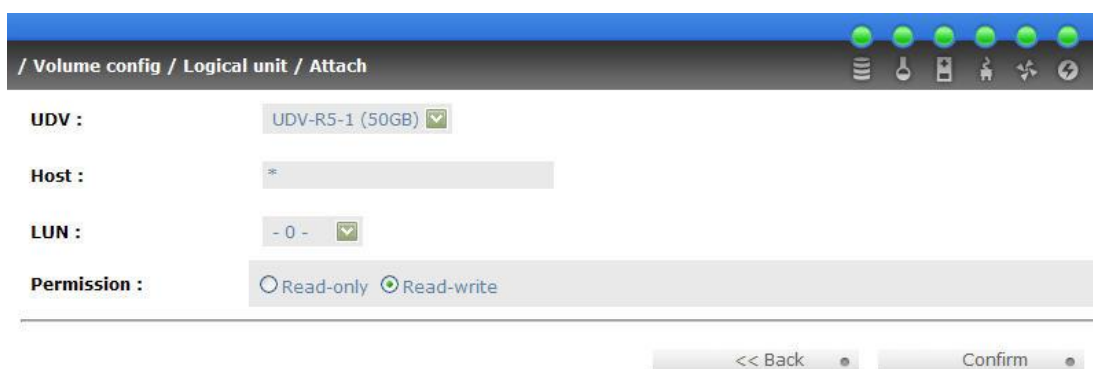 / Volume config / Logical unit / Attach
UDV : UDV-R5-1 (50GB)
Host : *
LUN : - 0 -
Permission : Read-only Read-write
<< Back Confirm